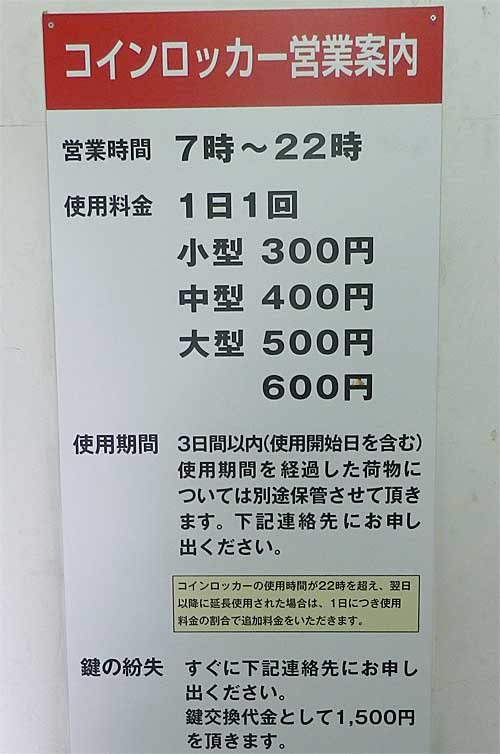 コインロッカー営業案内
営業時間 7時～22時
使用料金 1日1回
小型 300円
中型 400円
大型 500円
600円
使用期間 3日間以内(使用開始日を含む)
使用期間を経過した荷物に
ついては別途保管させて頂き
ます。下記連絡先にお申し
出ください。
コインロッカーの使用時間が22時を超え、翌日
以降に延長使用された場合は、1日につき使用
料金の割合で追加料金をいただきます。
鍵の紛失 すぐに下記連絡先にお申し
出ください。
鍵交換代金として1,500円
を頂きます。